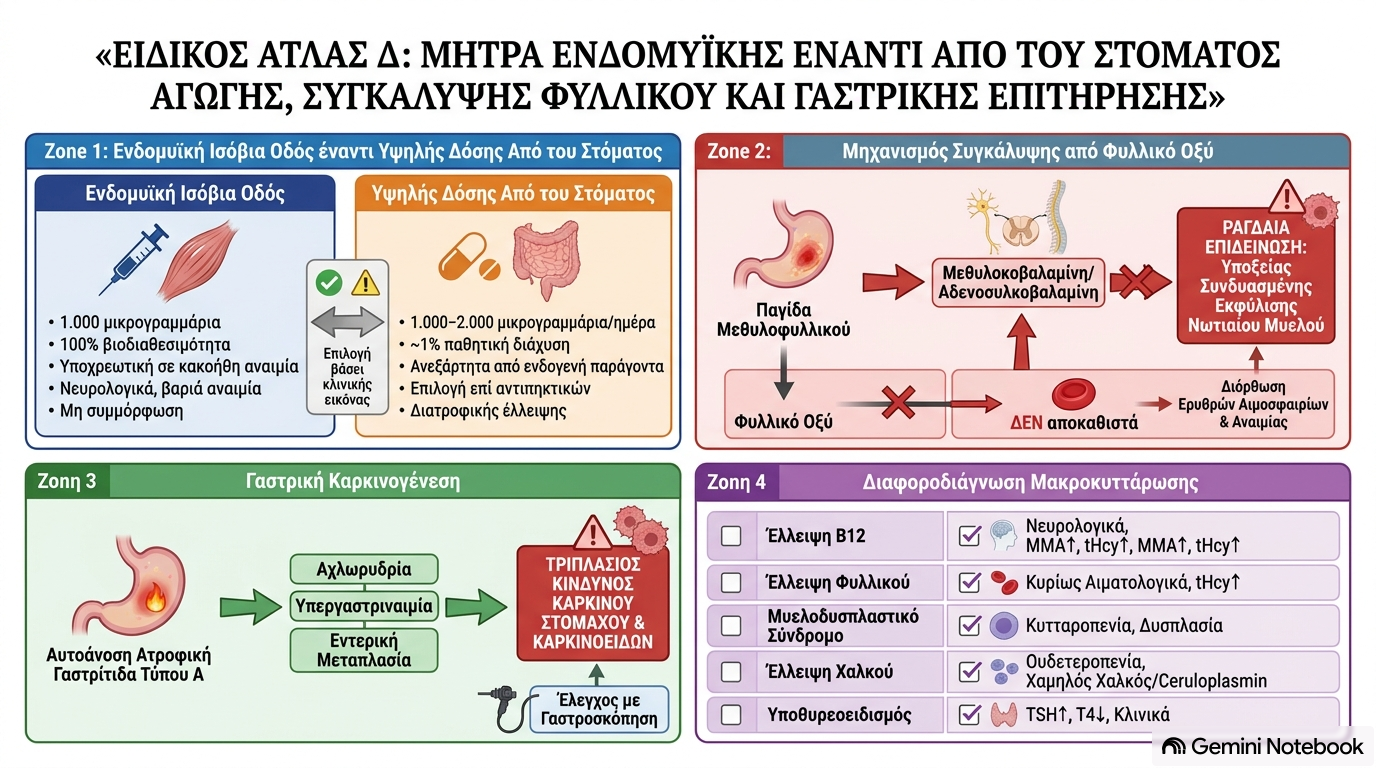 «ΕΙΔΙΚΟΣ ΑΤΛΑΣ Δ: ΜΗΤΡΑ ΕΝΔΟΜΥΪΚΗΣ ΕΝΑΝΤΙ ΑΠΟ ΤΟΥ ΣΤΟΜΑΤΟΣ
ΑΓΩΓΗΣ, ΣΥΓΚΑΛΥΨΗΣ ΦΥΛΛΙΚΟΥ ΚΑΙ ΓΑΣΤΡΙΚΗΣ ΕΠΙΤΗΡΗΣΗΣ»
Zone 1: Ενδομυϊκή Ισόβια Οδός έναντι Υψηλής Δόσης Από του Στόματος
Ενδομυϊκή Ισόβια Οδός
• 1.000 μικρογραμμάρια
• 100% βιοδιαθεσιμότητα
• Υποχρεωτική σε κακοήθη αναιμία
• Νευρολογικά, βαριά αναιμία
• Μη συμμόρφωση
Επιλογή
βάσει
κλινικής
εικόνας
Υψηλής Δόσης Από του Στόματος
• 1.000–2.000 μικρογραμμάρια/ημέρα
• ~1% παθητική διάχυση
• Ανεξάρτητα από ενδογενή παράγοντα
• Επιλογή επί αντιπηκτικών
• Διατροφικής έλλειψης
Zone 2:
Μηχανισμός Συγκάλυψης από Φυλλικό Οξύ
Παγίδα
Μεθυλοφυλλικού
Μεθυλοκοβαλαμίνη/
Αδενοσυλκοβαλαμίνη
ΡΑΓΔΑΙΑ
ΕΠΙΔΕΙΝΩΣΗ:
Υποξείας
Συνδυασμένης
Εκφύλισης
Νωτιαίου Μυελού
Φυλλικό Οξύ
ΔΕΝ αποκαθιστά
Διόρθωση
Ερυθρών Αιμοσφαιρίων
& Αναιμίας
Zonη 3
Γαστρική Καρκινογένεση
Αυτοάνοση Ατροφική
Γαστρίτιδα Τύπου Α
Αχλωρυδρία
Υπεργαστριναιμία
Εντερική
Μεταπλασία
ΤΡΙΠΛΑΣΙΟΣ
ΚΙΝΔΥΝΟΣ
ΚΑΡΚΙΝΟΥ
ΣΤΟΜΑΧΟΥ &
ΚΑΡΚΙΝΟΕΙΔΩΝ
Έλεγχος με
Γαστροσκόπηση
Zonη 4
Διαφοροδιάγνωση Μακροκυττάρωσης
Έλλειψη B12
Νευρολογικά,
MMA↑, tHcy↑, MMA↑, tHcy↑
Έλλειψη Φυλλικού
Κυρίως Αιματολογικά, tHcy↑
Μυελοδυσπλαστικό
Σύνδρομο
Κυτταροπενία, Δυσπλασία
Έλλειψη Χαλκού
Ουδετεροπενία,
Χαμηλός Χαλκός/Ceruloplasmin
Υποθυρεοειδισμός
TSH↑, T4↓, Κλινικά
Gemini Notebook